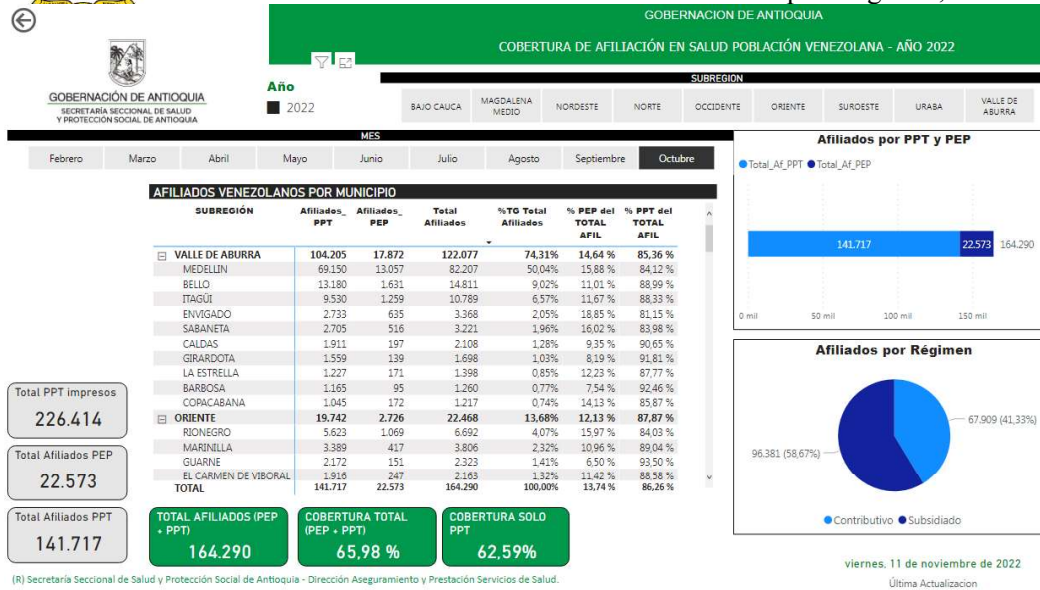 GOBERNACION DE ANTIOQUIA
COBERTURA DE AFILIACIÓN EN SALUD POBLACIÓN VENEZOLANA - AÑO 2022
GOBERNACIÓN DE ANTIOQUIA
SECRETARÍA SECCIONAL DE SALUD
Y PROTECCIÓN SOCIAL DE ANTIOQUIA
Año
2022
SUBREGION
BAJO CAUCA MAGDALENA MEDIO NORDESTE NORTE OCCIDENTE ORIENTE SUROESTE URABA VALLE DE ABURRA
MES
Febrero Marzo Abril Mayo Junio Julio Agosto Septiembre Octubre
AFILIADOS VENEZOLANOS POR MUNICIPIO
SUBREGIÓN Afiliados_PPT Afiliados_PEP Total Afiliados %TG Total Afiliados % PEP del TOTAL AFIL % PPT del TOTAL AFIL
VALLE DE ABURRA 104.205 17.872 122.077 74,31% 14,64 % 85,36 %
MEDELLIN 69.150 13.057 82.207 50,04% 15,88 % 84,12 %
BELLO 13.180 1.631 14.811 9,02% 11,01 % 88,99 %
ITAGÜI 9.530 1.259 10.789 6,57% 11,67 % 88,33 %
ENVIGADO 2.733 635 3.368 2,05% 18,85 % 81,15 %
SABANETA 2.705 516 3.221 1,96% 16,02 % 83,98 %
CALDAS 1.911 197 2.108 1,28% 9,35 % 90,65 %
GIRARDOTA 1.559 139 1.698 1,03% 8,19 % 91,81 %
LA ESTRELLA 1.227 171 1.398 0,85% 12,23 % 87,77 %
BARBOSA 1.165 95 1.260 0,77% 7,54 % 92,46 %
COPACABANA 1.045 172 1.217 0,74% 14,13 % 85,87 %
ORIENTE 19.742 2.726 22.468 13,68% 12,13 % 87,87 %
RIONEGRO 5.623 1.069 6.692 4,07% 15,97 % 84,03 %
MARINILLA 3.389 417 3.806 2,32% 10,96 % 89,04 %
GUARNE 2.172 151 2.323 1,41% 6,50 % 93,50 %
EL CARMEN DE VIBORAL 1.916 247 2.163 1,32% 11,42 % 88,58 %
TOTAL 141.717 22.573 164.290 100,00% 13,74 % 86,26 %
Afiliados por PPT y PEP
Total_Af_PPT Total_Af_PEP
141.717 22.573 164.290
0 mil 50 mil 100 mil 150 mil
Afiliados por Régimen
67.909 (41,33%)
96.381 (58,67%)
Contributivo Subsidiado
Total PPT impresos
226.414
Total Afiliados PEP
22.573
Total Afiliados PPT
141.717
TOTAL AFILIADOS (PEP + PPT)
164.290
COBERTURA TOTAL (PEP + PPT)
65,98 %
COBERTURA SOLO PPT
62,59%
viernes, 11 de noviembre de 2022
Última Actualizacion
(R) Secretaría Seccional de Salud y Protección Social de Antioquia - Dirección Aseguramiento y Prestación Servicios de Salud.